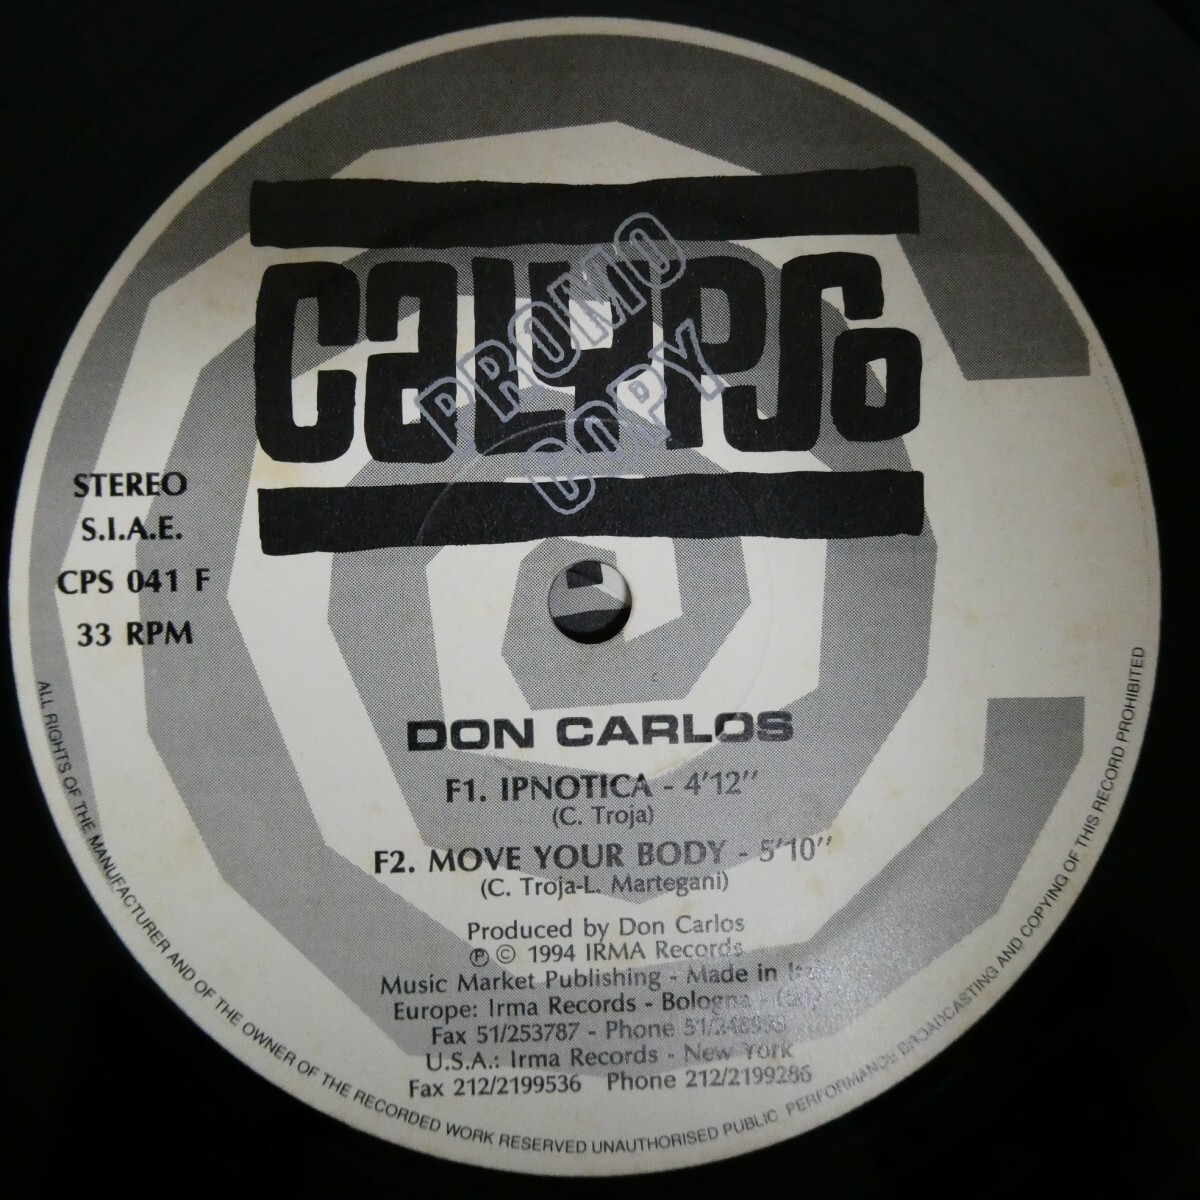 CALYPSO
PROMO
COPY
STEREO
S.I.A.E.
CPS 041 F
33 RPM
DON CARLOS
F1. IPNOTICA - 4'12"
(C. Troja)
F2. MOVE YOUR BODY - 5'10"
(C. Troja-L. Martegani)
Produced by Don Carlos
℗ © 1994 IRMA Records
Music Market Publishing - Made in
Europe: Irma Records - Bologna -
Fax 51/253787 - Phone
U.S.A.: Irma Records - New York
Fax 212/2199536 Phone 212/2199286
ALL RIGHTS OF THE MANUFACTURER AND OF THE OWNER OF THE RECORDED WORK RESERVED UNAUTHORISED PUBLIC PERFORMANCE BROADCASTING AND COPYING OF THIS RECORD PROHIBITED